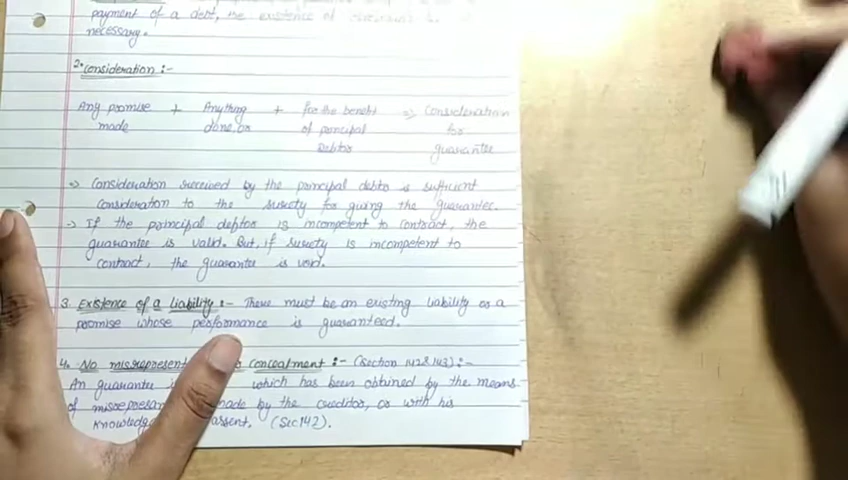 payment of a debt, the existence of
necessary.
2. Consideration :-
Any promise + Anything + for the benefit => Consideration
made done, or of principal for
Debtor guarantee
=> Consideration received by the principal debto is sufficient
consideration to the surety for giving the guarantee.
-> If the principal debtor is incompetent to contract, the
guarantee is valid. But, if surety is incompetent to
contract, the guarantee is void.
3. Existence of a liability :- There must be an existing liability or a
promise whose performance is guaranteed.
4. No misrepresent concealment :- (Section 142 & 143) :-
An guarantee which has been obtained by the means
of misrepresen made by the creditor, or with his
knowledg assent, (Sec 142).